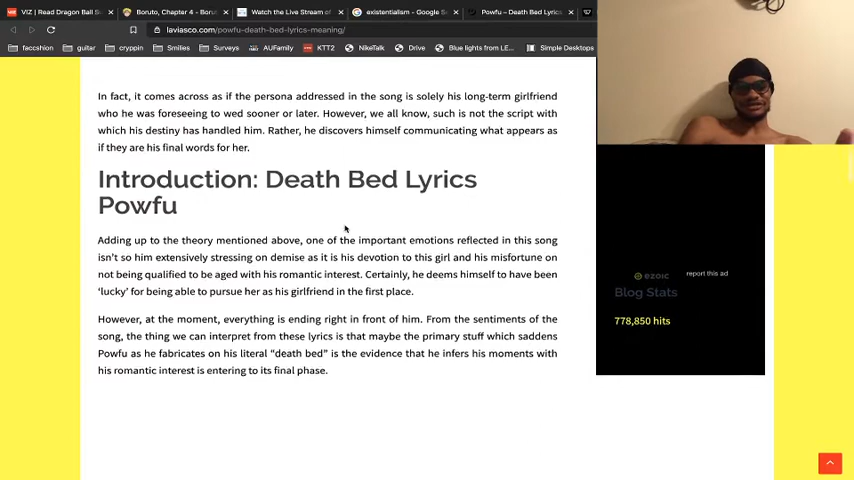 VIZ | Read Dragon Ball S
Boruto, Chapter 4 - Boru
Watch the Live Stream of
existentialism - Google S
Powfu – Death Bed Lyrics
laviasco.com/powfu-death-bed-lyrics-meaning/
faccshion
guitar
cryppin
Smilies
Surveys
AUFamily
KTT2
NikeTalk
Drive
Blue lights from LE...
Simple Desktops
In fact, it comes across as if the persona addressed in the song is solely his long-term girlfriend
who he was foreseeing to wed sooner or later. However, we all know, such is not the script with
which his destiny has handled him. Rather, he discovers himself communicating what appears as
if they are his final words for her.
Introduction: Death Bed Lyrics
Powfu
Adding up to the theory mentioned above, one of the important emotions reflected in this song
isn't so him extensively stressing on demise as it is his devotion to this girl and his misfortune on
not being qualified to be aged with his romantic interest. Certainly, he deems himself to have been
'lucky' for being able to pursue her as his girlfriend in the first place.
However, at the moment, everything is ending right in front of him. From the sentiments of the
song, the thing we can interpret from these lyrics is that maybe the primary stuff which saddens
Powfu as he fabricates on his literal "death bed" is the evidence that he infers his moments with
his romantic interest is entering to its final phase.
ezoic
report this ad
Blog Stats
778,850 hits